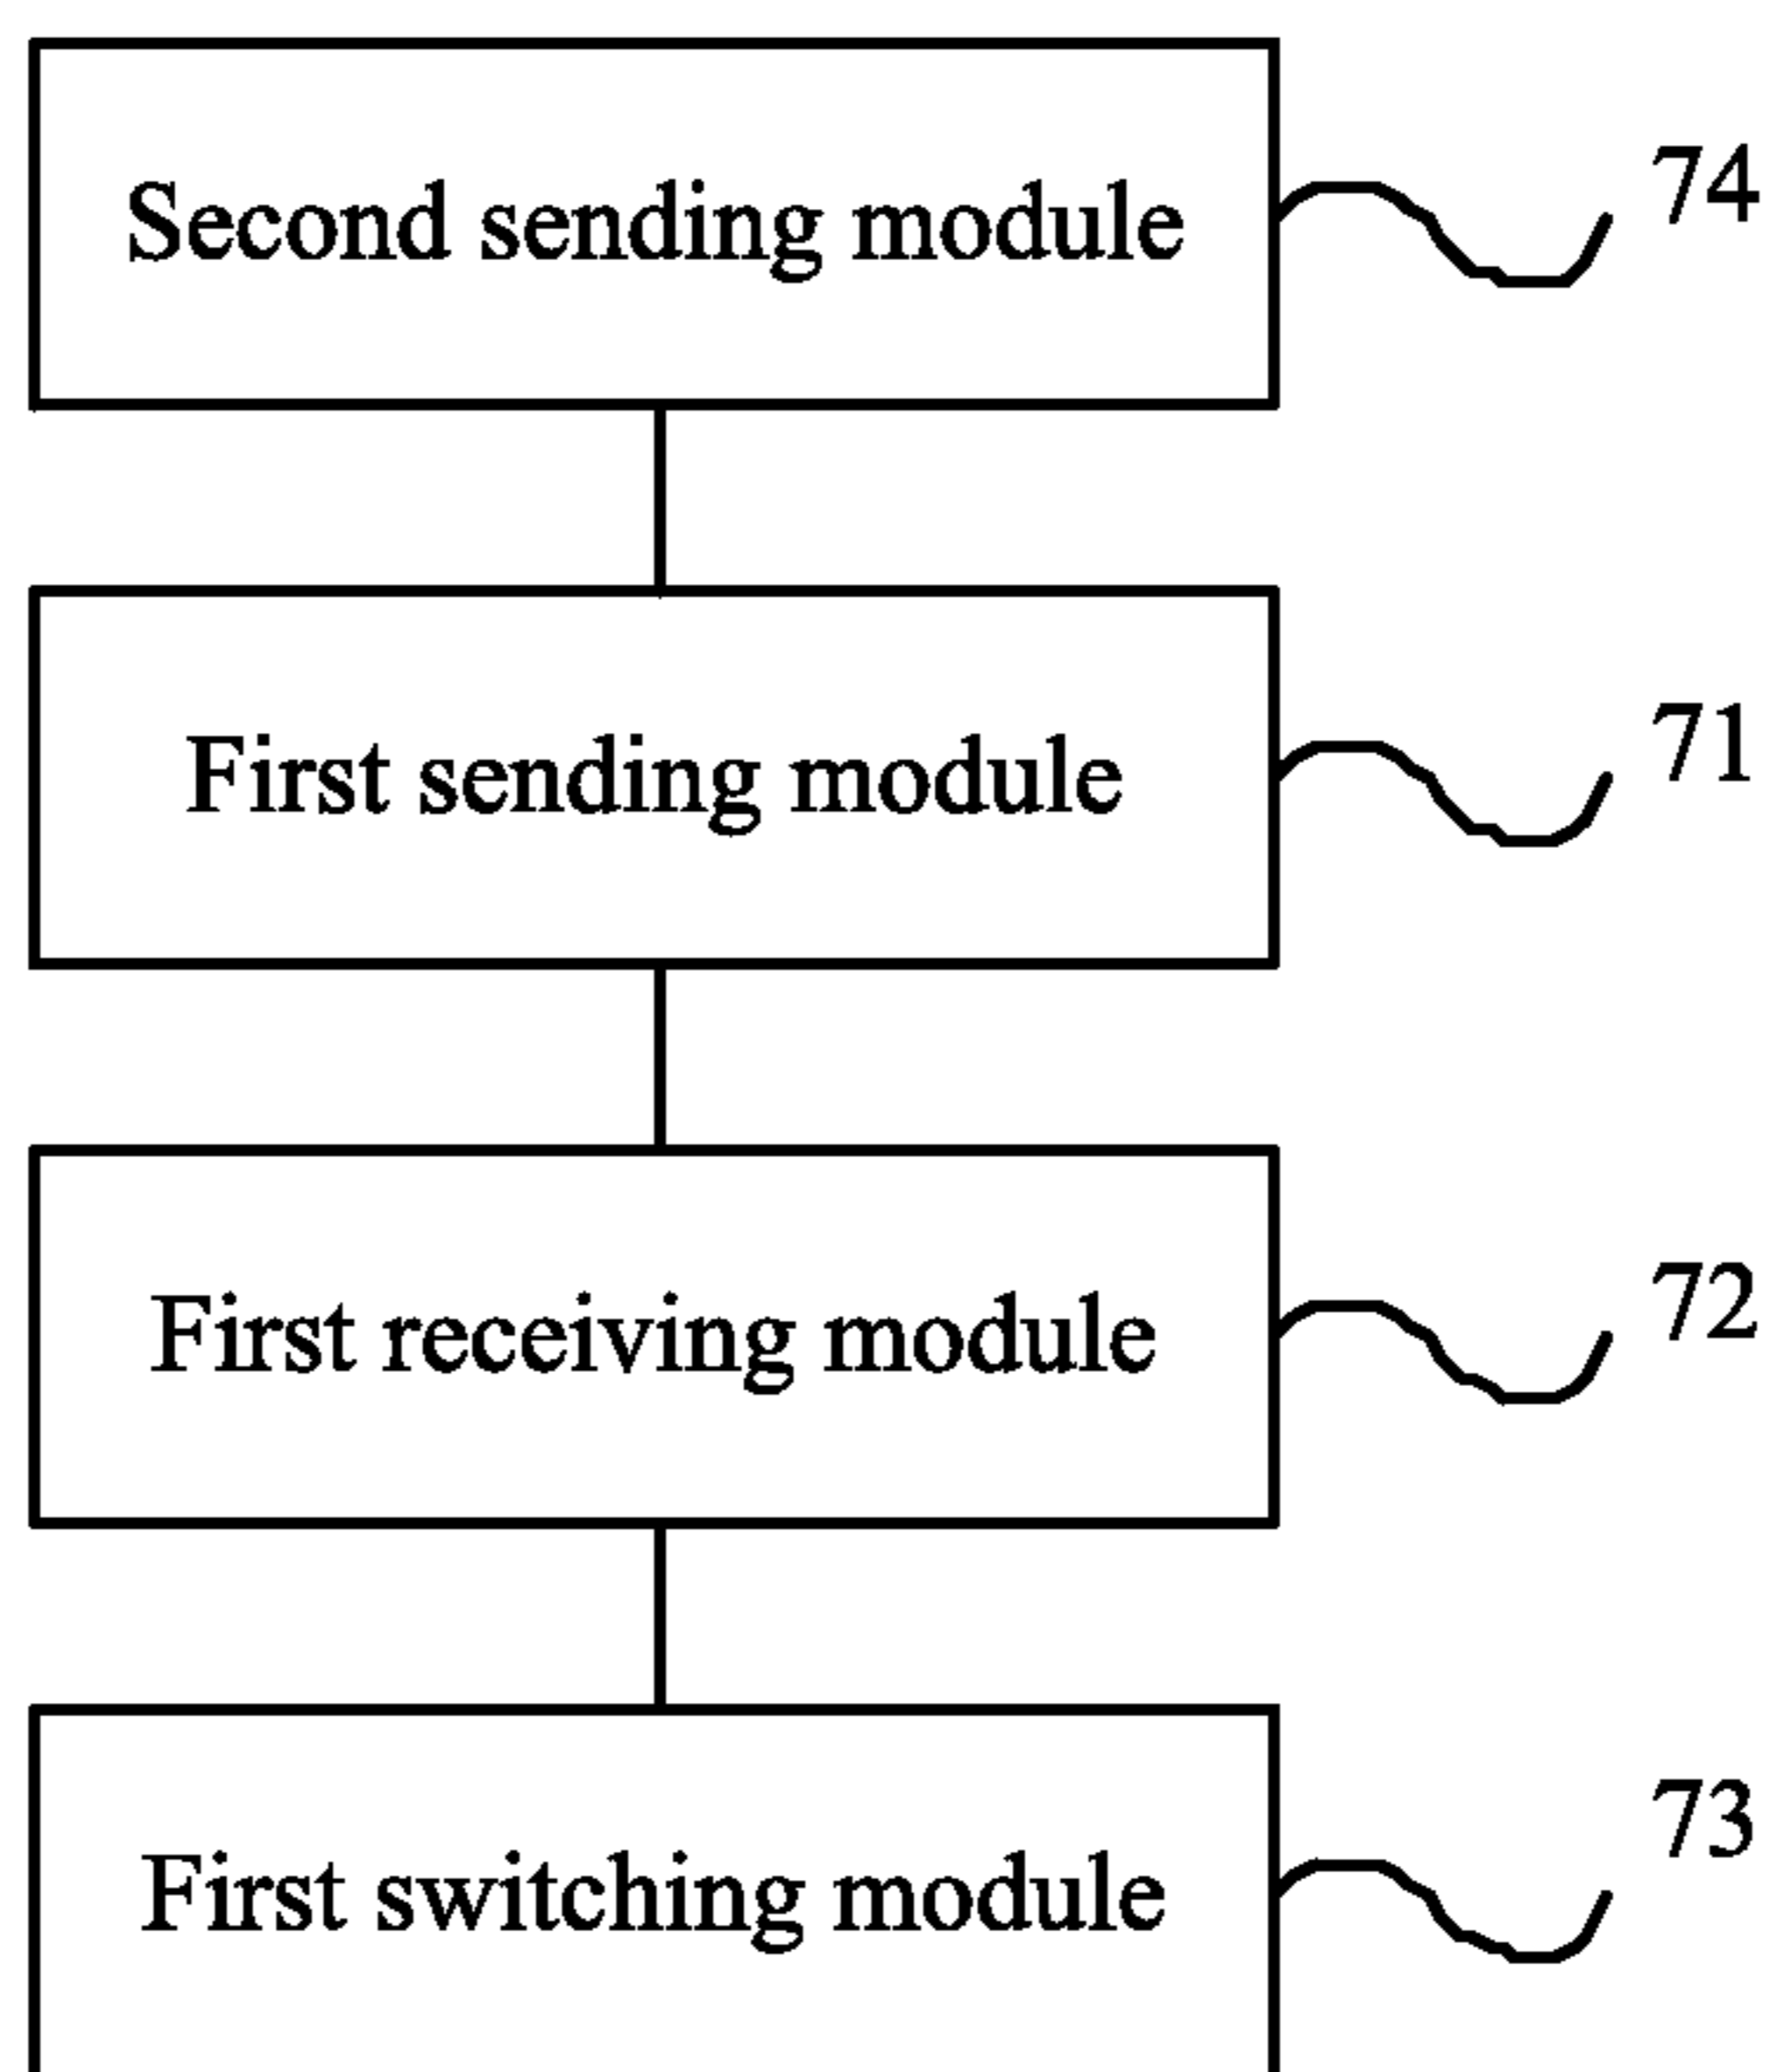 Second sending module 74
First sending module 71
First receiving module 72
First switching module 73